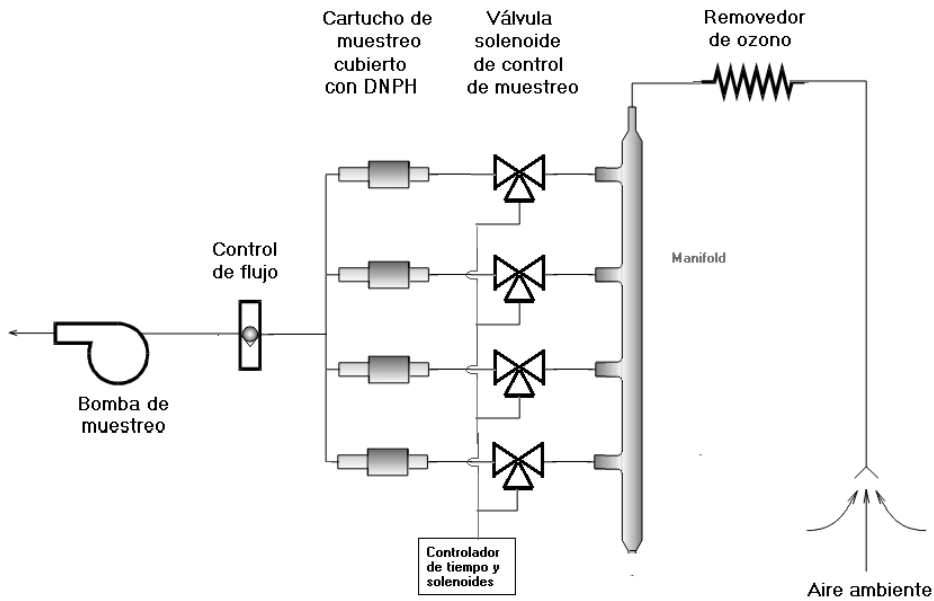 Cartucho de
muestreo
cubierto
con DNPH
Válvula
solenoide
de control
de muestreo
Removedor
de ozono
Control
de flujo
Manifold
Bomba de
muestreo
Controlador
de tiempo y
solenoides
Aire ambiente